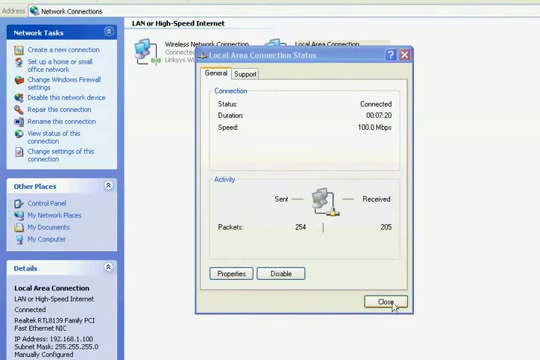 Address
Network Connections
Network Tasks
Create a new connection
Set up a home or small
office network
Change Windows Firewall
settings
Disable this network device
Repair this connection
Rename this connection
View status of this
connection
Change settings of this
connection
Other Places
Control Panel
My Network Places
My Documents
My Computer
Details
Local Area Connection
LAN or High-Speed Internet
Connected
Realtek RTL8139 Family PCI
Fast Ethernet NIC
IP Address: 192.168.1.100
Subnet Mask: 255.255.255.0
Manually Configured
LAN or High-Speed Internet
Wireless Network Connection
Connected
Linksys
Local Area Connection
Local Area Connection Status
General
Support
Connection
Status: Connected
Duration: 00:07:20
Speed: 100.0 Mbps
Activity
Sent
Received
Packets: 254 205
Properties
Disable
Close